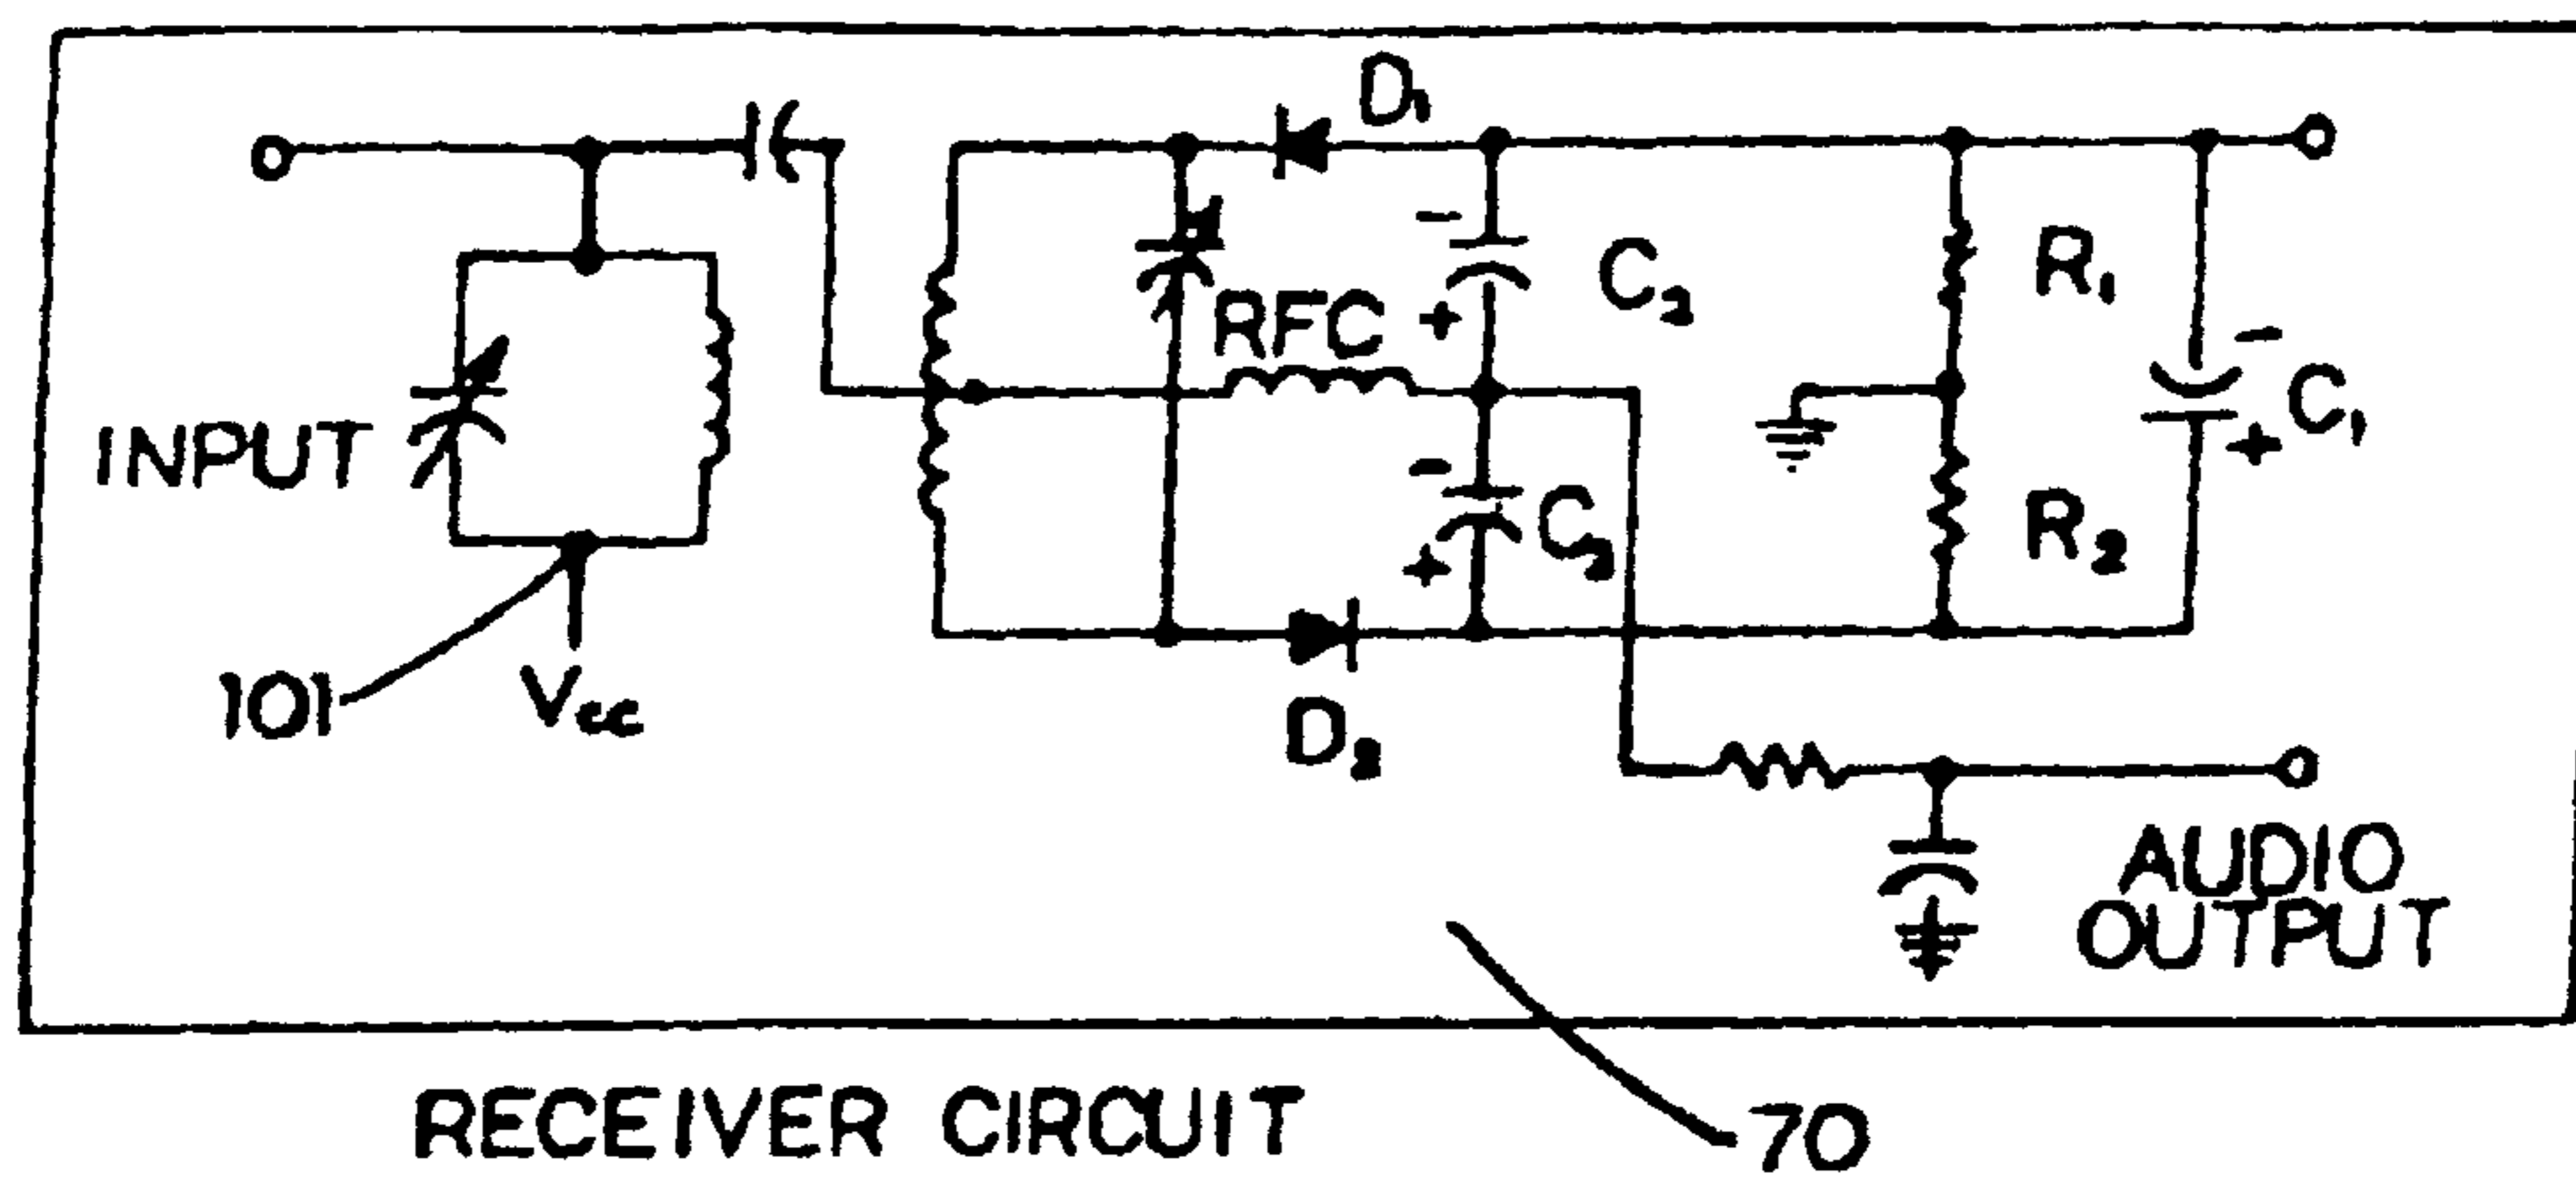 D₁
- 
+
C₂
RFC
R₁
-
C₁
+
INPUT
-
C₃
+
R₂
101
Vcc
D₂
AUDIO
OUTPUT
RECEIVER CIRCUIT
70